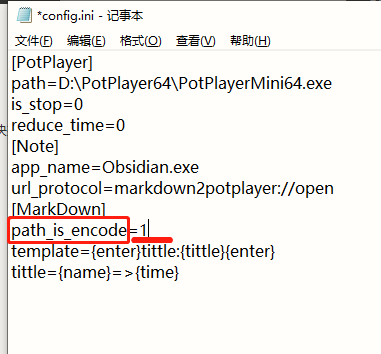 *config.ini - 记事本
文件(F) 编辑(E) 格式(O) 查看(V) 帮助(H)
[PotPlayer]
path=D:\PotPlayer64\PotPlayerMini64.exe
is_stop=0
reduce_time=0
[Note]
app_name=Obsidian.exe
url_protocol=markdown2potplayer://open
[MarkDown]
path_is_encode=1
template={enter}tittle:{tittle}{enter}
tittle={name}=>{time}